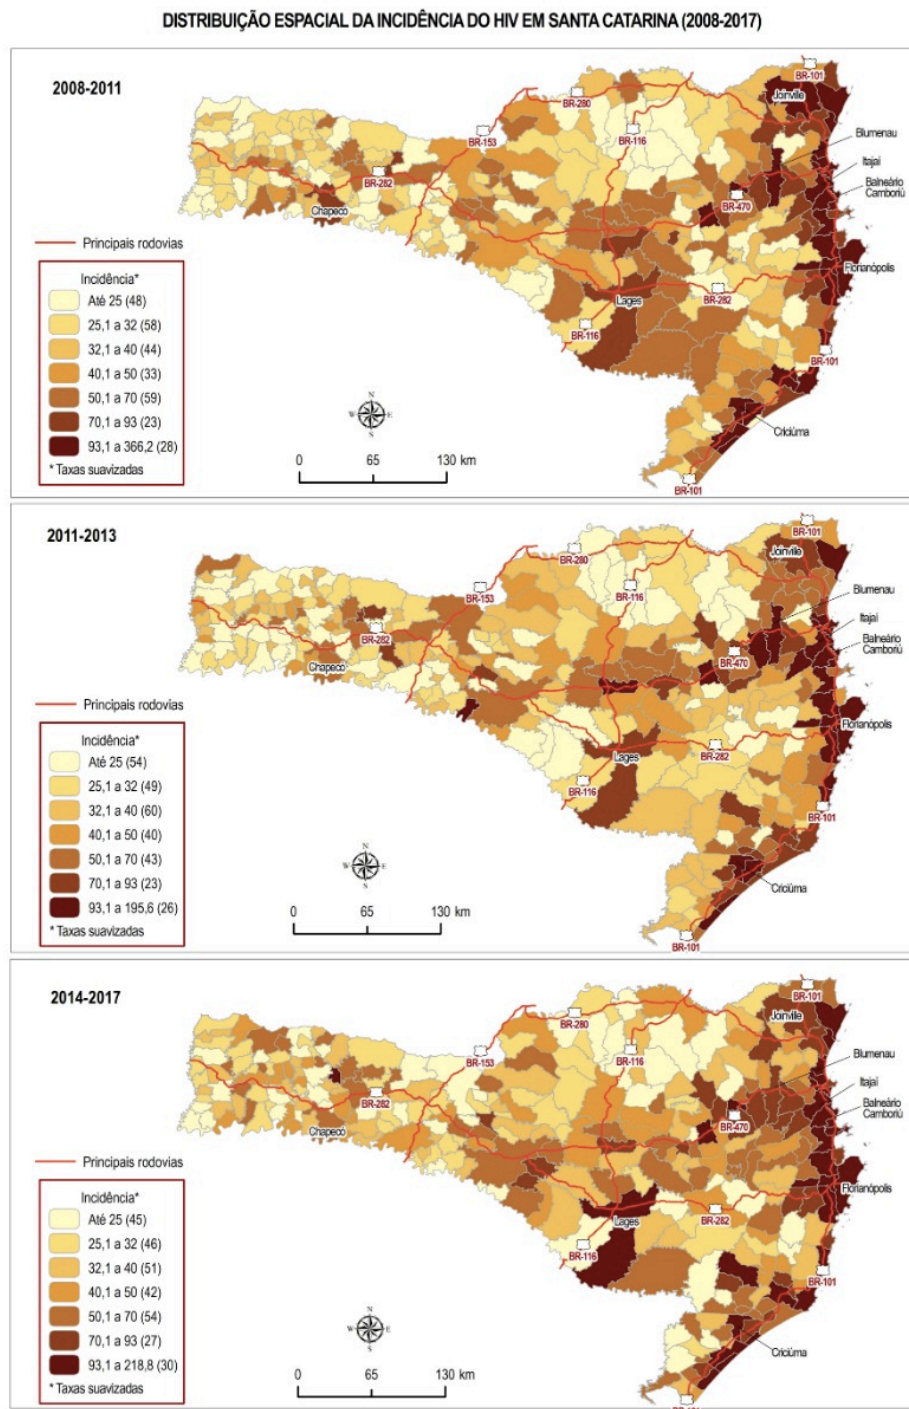 DISTRIBUIÇÃO ESPACIAL DA INCIDÊNCIA DO HIV EM SANTA CATARINA (2008-2017)
2008-2011
BR-101
Joinville
BR-280
BR-116
BR-153
Blumenau
Itajaí
BR-282
Balneário
Camboriú
BR-470
Chapecó
Principais rodovias
Florianópolis
Incidência*
BR-282
Lages
Até 25 (48)
25,1 a 32 (58)
BR-116
32,1 a 40 (44)
BR-101
40,1 a 50 (33)
50,1 a 70 (59)
N
W E
S
70,1 a 93 (23)
Criciúma
93,1 a 366,2 (28)
* Taxas suavizadas
0 65 130 km
BR-101
2011-2013
BR-101
Joinville
BR-280
BR-116
BR-153
Blumenau
Itajaí
BR-282
Balneário
Camboriú
BR-470
Chapecó
Principais rodovias
Florianópolis
Incidência*
BR-282
Lages
Até 25 (54)
25,1 a 32 (49)
BR-116
32,1 a 40 (60)
BR-101
40,1 a 50 (40)
50,1 a 70 (43)
N
W E
S
70,1 a 93 (23)
Criciúma
93,1 a 195,6 (26)
* Taxas suavizadas
0 65 130 km
BR-101
2014-2017
BR-101
Joinville
BR-280
BR-116
BR-153
Blumenau
Itajaí
BR-282
Balneário
Camboriú
BR-470
Chapecó
Principais rodovias
Florianópolis
Incidência*
BR-282
Lages
Até 25 (45)
25,1 a 32 (46)
BR-116
32,1 a 40 (51)
BR-101
40,1 a 50 (42)
50,1 a 70 (54)
N
W E
S
70,1 a 93 (27)
Criciúma
93,1 a 218,8 (30)
* Taxas suavizadas
0 65 130 km